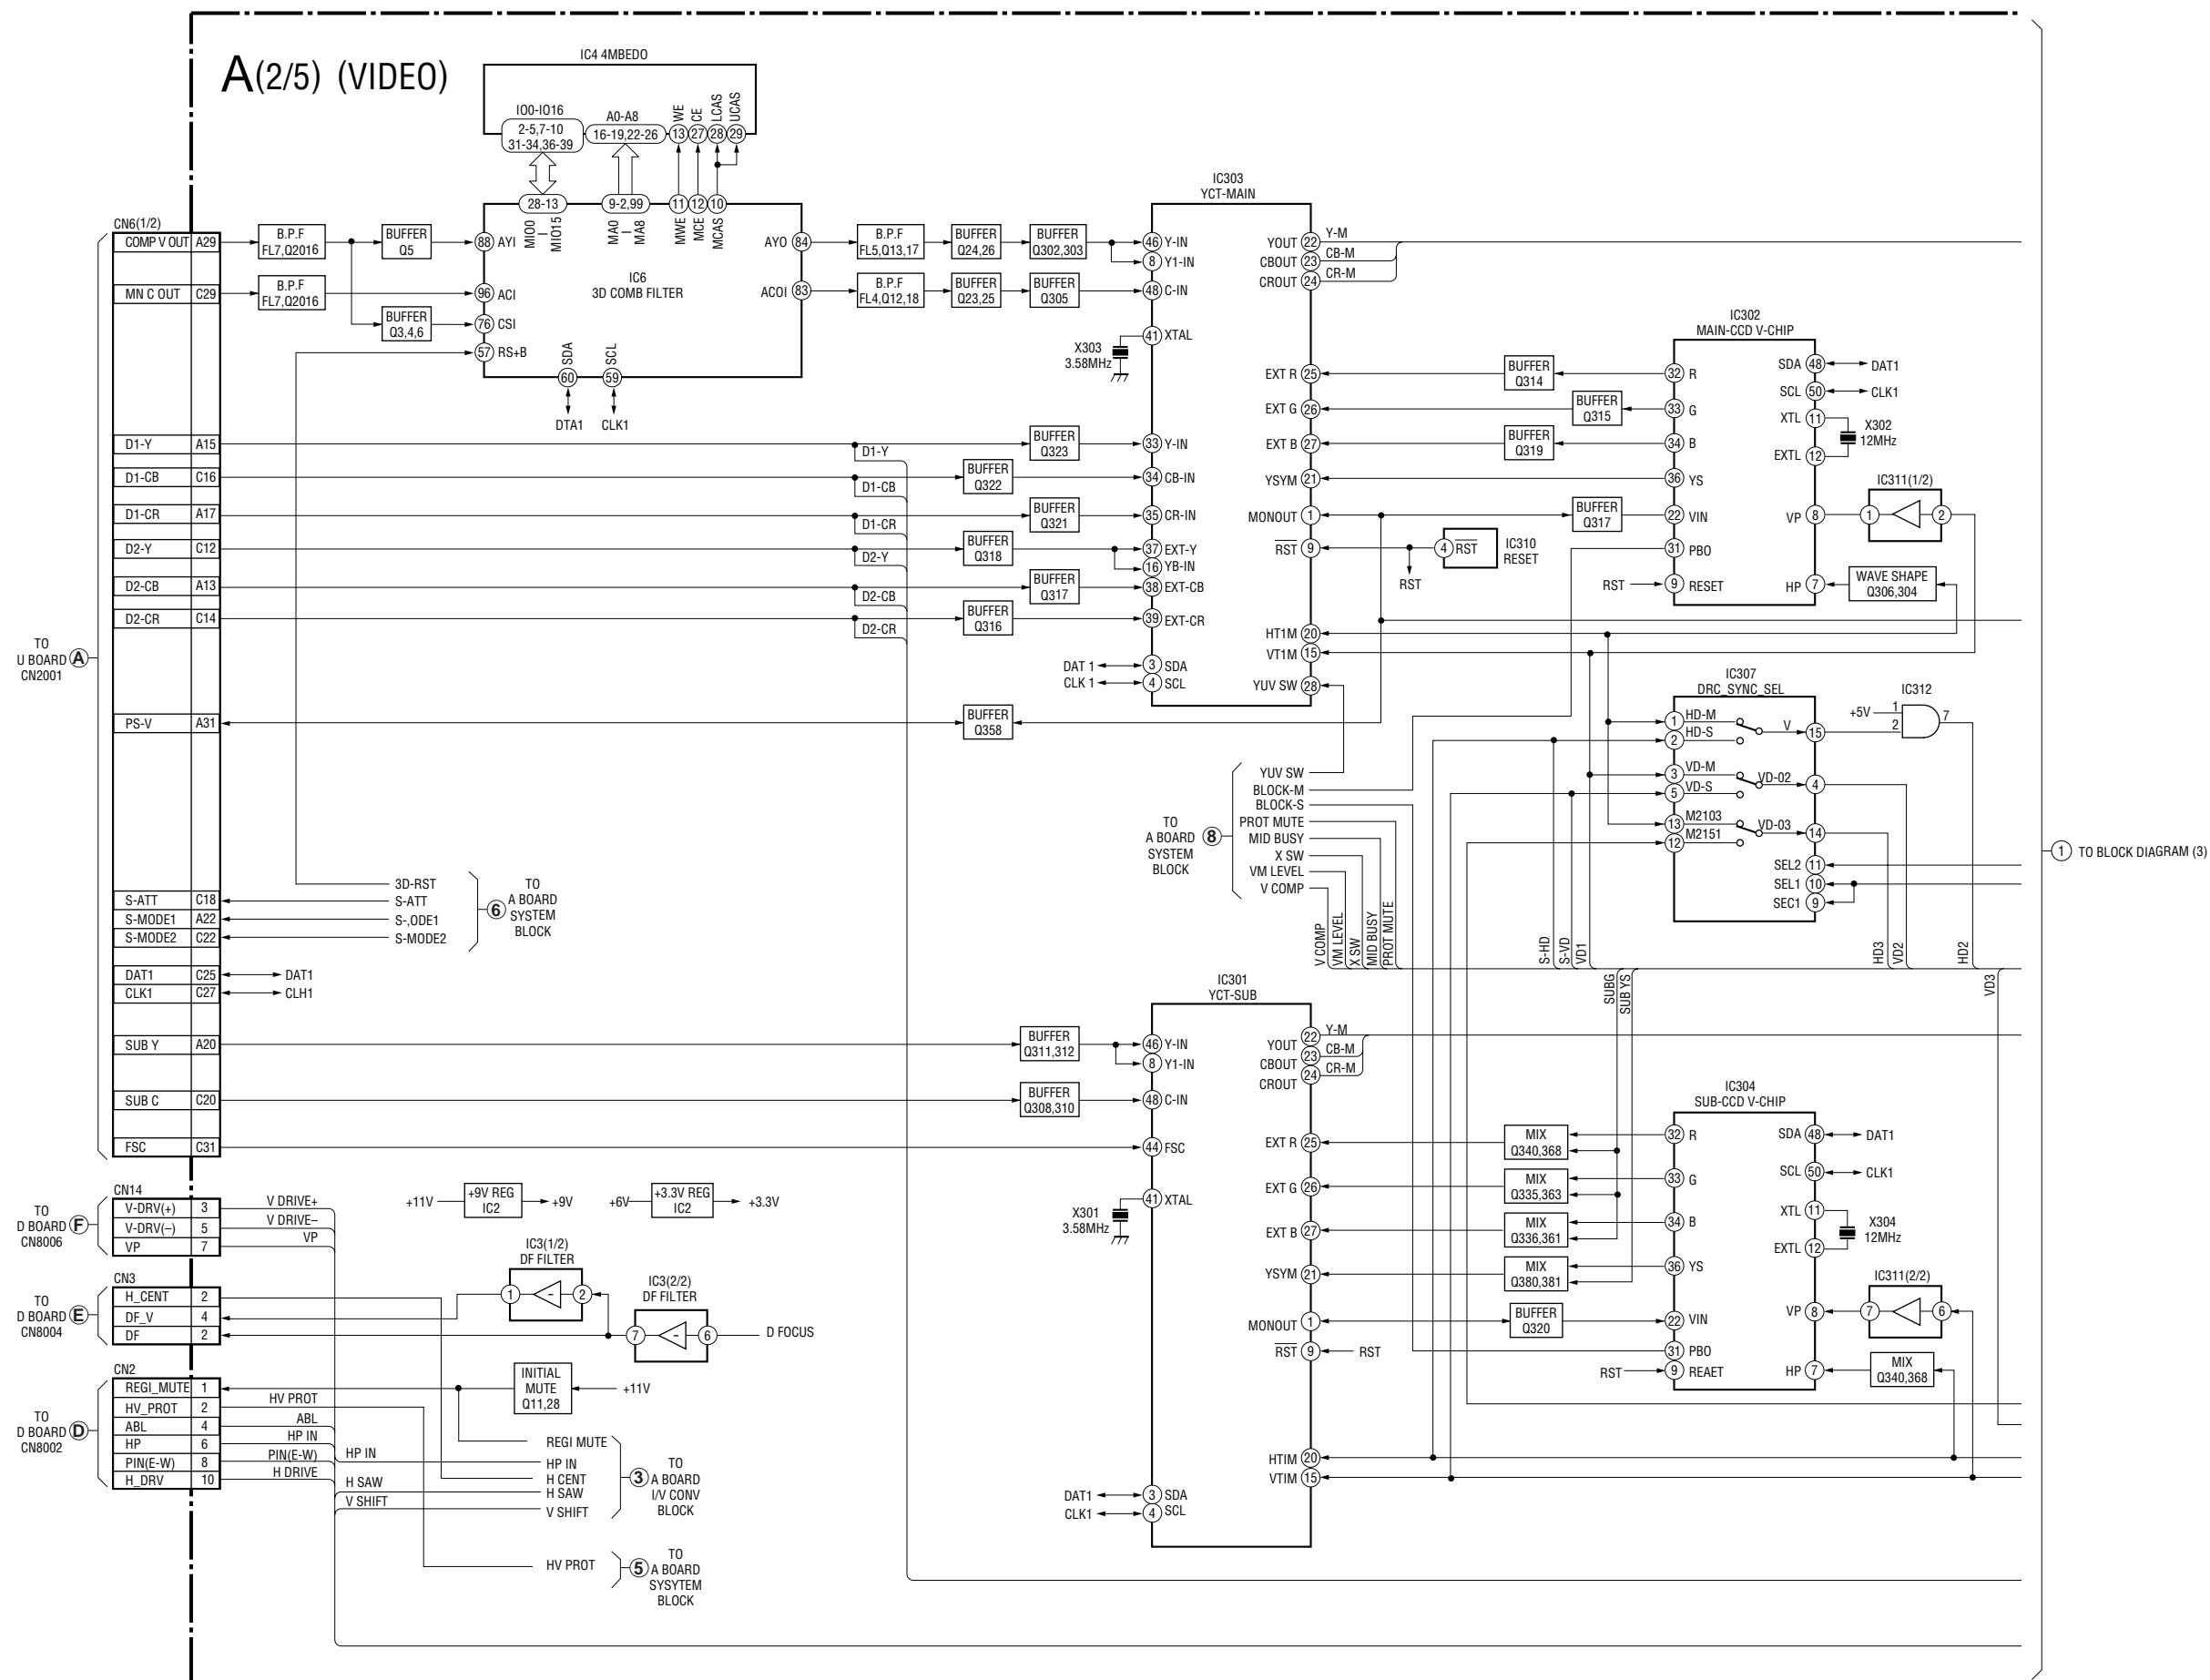 A(2/5) (VIDEO)
IC4 4MBEDO
IO0-IO16
2-5,7-10
31-34,36-39
A0-A8
16-19,22-26
WE
CE
LCAS
UCAS
13
27
28
29
28-13
9-2,99
11
12
10
MIO0
|
MIO15
MA0
|
MA8
MWE
MCE
MCAS
IC6
3D COMB FILTER
88 AYI
96 ACI
76 CSI
57 RS+B
AYO 84
ACOI 83
SDA
SCL
60
59
DTA1
CLK1
CN6(1/2)
COMP V OUT A29
MN C OUT C29
D1-Y A15
D1-CB C16
D1-CR A17
D2-Y C12
D2-CB A13
D2-CR C14
PS-V A31
S-ATT C18
S-MODE1 A22
S-MODE2 C22
DAT1 C25
CLK1 C27
SUB Y A20
SUB C C20
FSC C31
TO
U BOARD A
CN2001
B.P.F
FL7,Q2016
BUFFER
Q5
B.P.F
FL7,Q2016
BUFFER
Q3,4,6
B.P.F
FL5,Q13,17
BUFFER
Q24,26
BUFFER
Q302,303
B.P.F
FL4,Q12,18
BUFFER
Q23,25
BUFFER
Q305
D1-Y
D1-CB
D1-CR
D2-Y
D2-CB
D2-CR
BUFFER
Q323
BUFFER
Q322
BUFFER
Q321
BUFFER
Q318
BUFFER
Q317
BUFFER
Q316
BUFFER
Q358
IC303
YCT-MAIN
46 Y-IN
8 Y1-IN
48 C-IN
41 XTAL
X303
3.58MHz
33 Y-IN
34 CB-IN
35 CR-IN
37 EXT-Y
16 YB-IN
38 EXT-CB
39 EXT-CR
DAT 1 3 SDA
CLK 1 4 SCL
YOUT 22 Y-M
CBOUT 23 CB-M
CROUT 24 CR-M
EXT R 25
EXT G 26
EXT B 27
YSYM 21
MONOUT 1
RST 9
HT1M 20
VT1M 15
YUV SW 28
BUFFER
Q314
BUFFER
Q315
BUFFER
Q319
BUFFER
Q317
4 RST
IC310
RESET
RST
IC302
MAIN-CCD V-CHIP
32 R
33 G
34 B
36 YS
22 VIN
31 PBO
RST 9 RESET
SDA 48 DAT1
SCL 50 CLK1
XTL 11
X302
12MHz
EXTL 12
IC311(1/2)
VP 8
1
2
HP 7
WAVE SHAPE
Q306,304
IC307
DRC_SYNC_SEL
1 HD-M
2 HD-S
3 VD-M
5 VD-S
13 M2103
12 M2151
V 15
VD-02 4
VD-03 14
SEL2 11
SEL1 10
SEC1 9
IC312
+5V 1
2
7
1 TO BLOCK DIAGRAM (3)
TO
A BOARD 8
SYSTEM
BLOCK
YUV SW
BLOCK-M
BLOCK-S
PROT MUTE
MID BUSY
X SW
VM LEVEL
V COMP
V COMP
VM LEVEL
X SW
MID BUSY
PROT MUTE
S-HD
S-VD
VD1
SUBG
SUB YS
HD3
VD2
HD2
VD3
3D-RST
S-ATT
S-,ODE1
S-MODE2
6
TO
A BOARD
SYSTEM
BLOCK
DAT1
CLH1
BUFFER
Q311,312
BUFFER
Q308,310
IC301
YCT-SUB
46 Y-IN
8 Y1-IN
48 C-IN
44 FSC
41 XTAL
X301
3.58MHz
DAT1 3 SDA
CLK1 4 SCL
YOUT 22 Y-M
CBOUT 23 CB-M
CROUT 24 CR-M
EXT R 25
EXT G 26
EXT B 27
YSYM 21
MONOUT 1
RST 9 RST
HTIM 20
VTIM 15
MIX
Q340,368
MIX
Q335,363
MIX
Q336,361
MIX
Q380,381
BUFFER
Q320
IC304
SUB-CCD V-CHIP
32 R
33 G
34 B
36 YS
22 VIN
31 PBO
RST 9 REAET
SDA 48 DAT1
SCL 50 CLK1
XTL 11
X304
12MHz
EXTL 12
IC311(2/2)
VP 8
7
6
HP 7
MIX
Q340,368
CN14
V-DRV(+) 3
V-DRV(–) 5
VP 7
TO
D BOARD F
CN8006
V DRIVE+
V DRIVE–
VP
+11V
+9V REG
IC2
+9V
+6V
+3.3V REG
IC2
+3.3V
CN3
H_CENT 2
DF_V 4
DF 2
TO
D BOARD E
CN8004
IC3(1/2)
DF FILTER
1
2
IC3(2/2)
DF FILTER
7
6
D FOCUS
CN2
REGI_MUTE 1
HV_PROT 2
ABL 4
HP 6
PIN(E-W) 8
H_DRV 10
TO
D BOARD D
CN8002
HV PROT
ABL
HP IN
PIN(E-W)
H DRIVE
INITIAL
MUTE
Q11,28
+11V
HP IN
H SAW
V SHIFT
REGI MUTE
HP IN
H CENT
H SAW
V SHIFT
3
TO
A BOARD
I/V CONV
BLOCK
HV PROT
5
TO
A BOARD
SYSYTEM
BLOCK